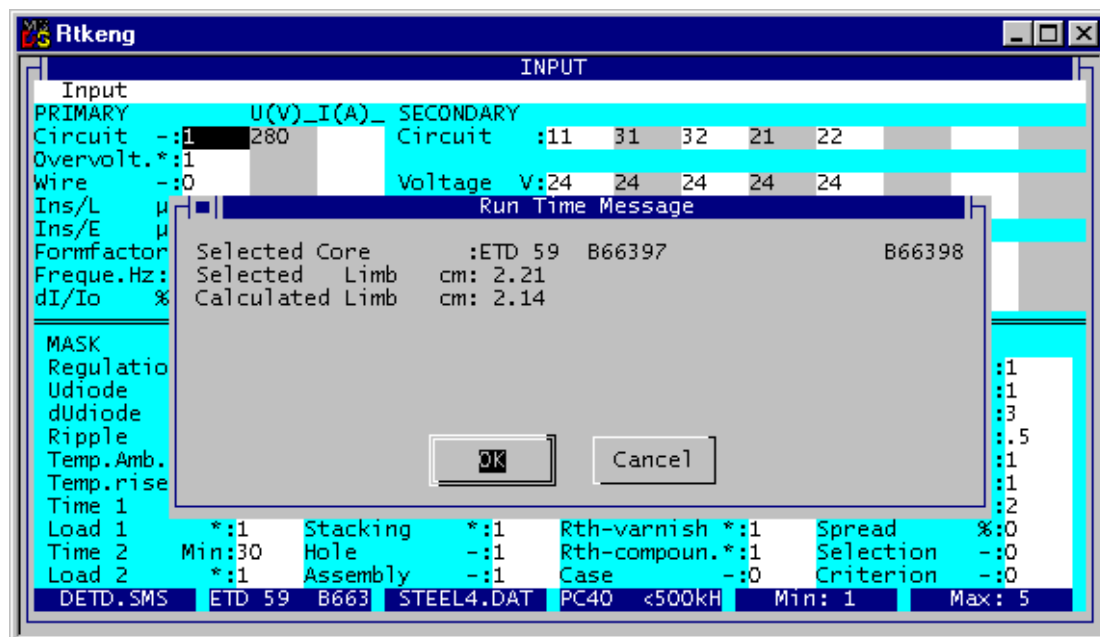 Rtkeng
INPUT
Input
PRIMARY U(V)_I(A)_ SECONDARY
Circuit -:1 280 Circuit :11 31 32 21 22
Overvolt.*:1
Wire -:0 Voltage V:24 24 24 24 24
Ins/L µ
Run Time Message
Ins/E µ
Formfactor
Selected Core :ETD 59 B66397 B66398
Freque.Hz:
Selected Limb cm: 2.21
dI/Io %
Calculated Limb cm: 2.14
MASK
Regulatio :1
Udiode :1
dUdiode :3
Ripple :.5
Temp.Amb. :1
OK Cancel
Temp.rise :1
Time 1 :2
Load 1 *:1 Stacking *:1 Rth-varnish *:1 Spread %:0
Time 2 Min:30 Hole -:1 Rth-compoun.*:1 Selection -:0
Load 2 *:1 Assembly -:1 Case -:0 Criterion -:0
DETD.SMS ETD 59 B663 STEEL4.DAT PC40 <500kH Min: 1 Max: 5